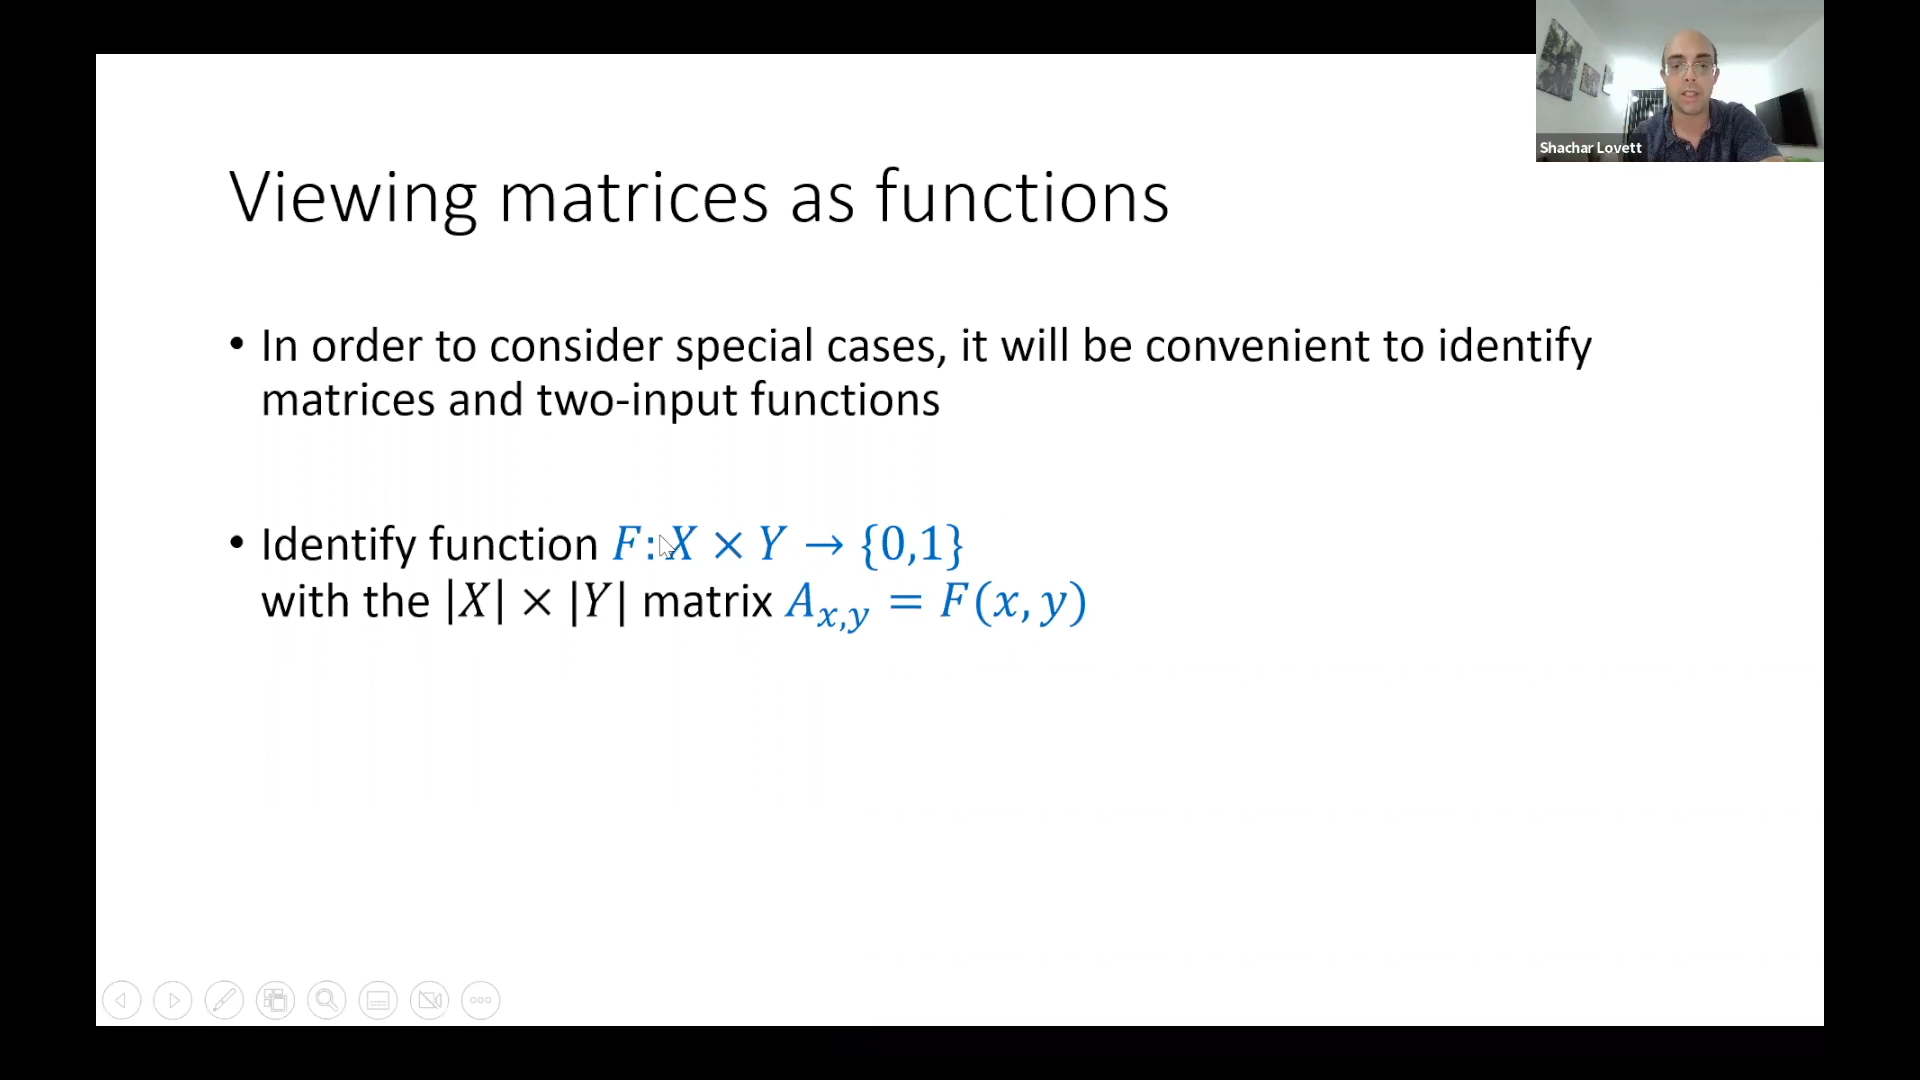 Shachar Lovett
Viewing matrices as functions
• In order to consider special cases, it will be convenient to identify
matrices and two-input functions
• Identify function F: X × Y → {0,1}
with the |X| × |Y| matrix A_{x,y} = F(x, y)